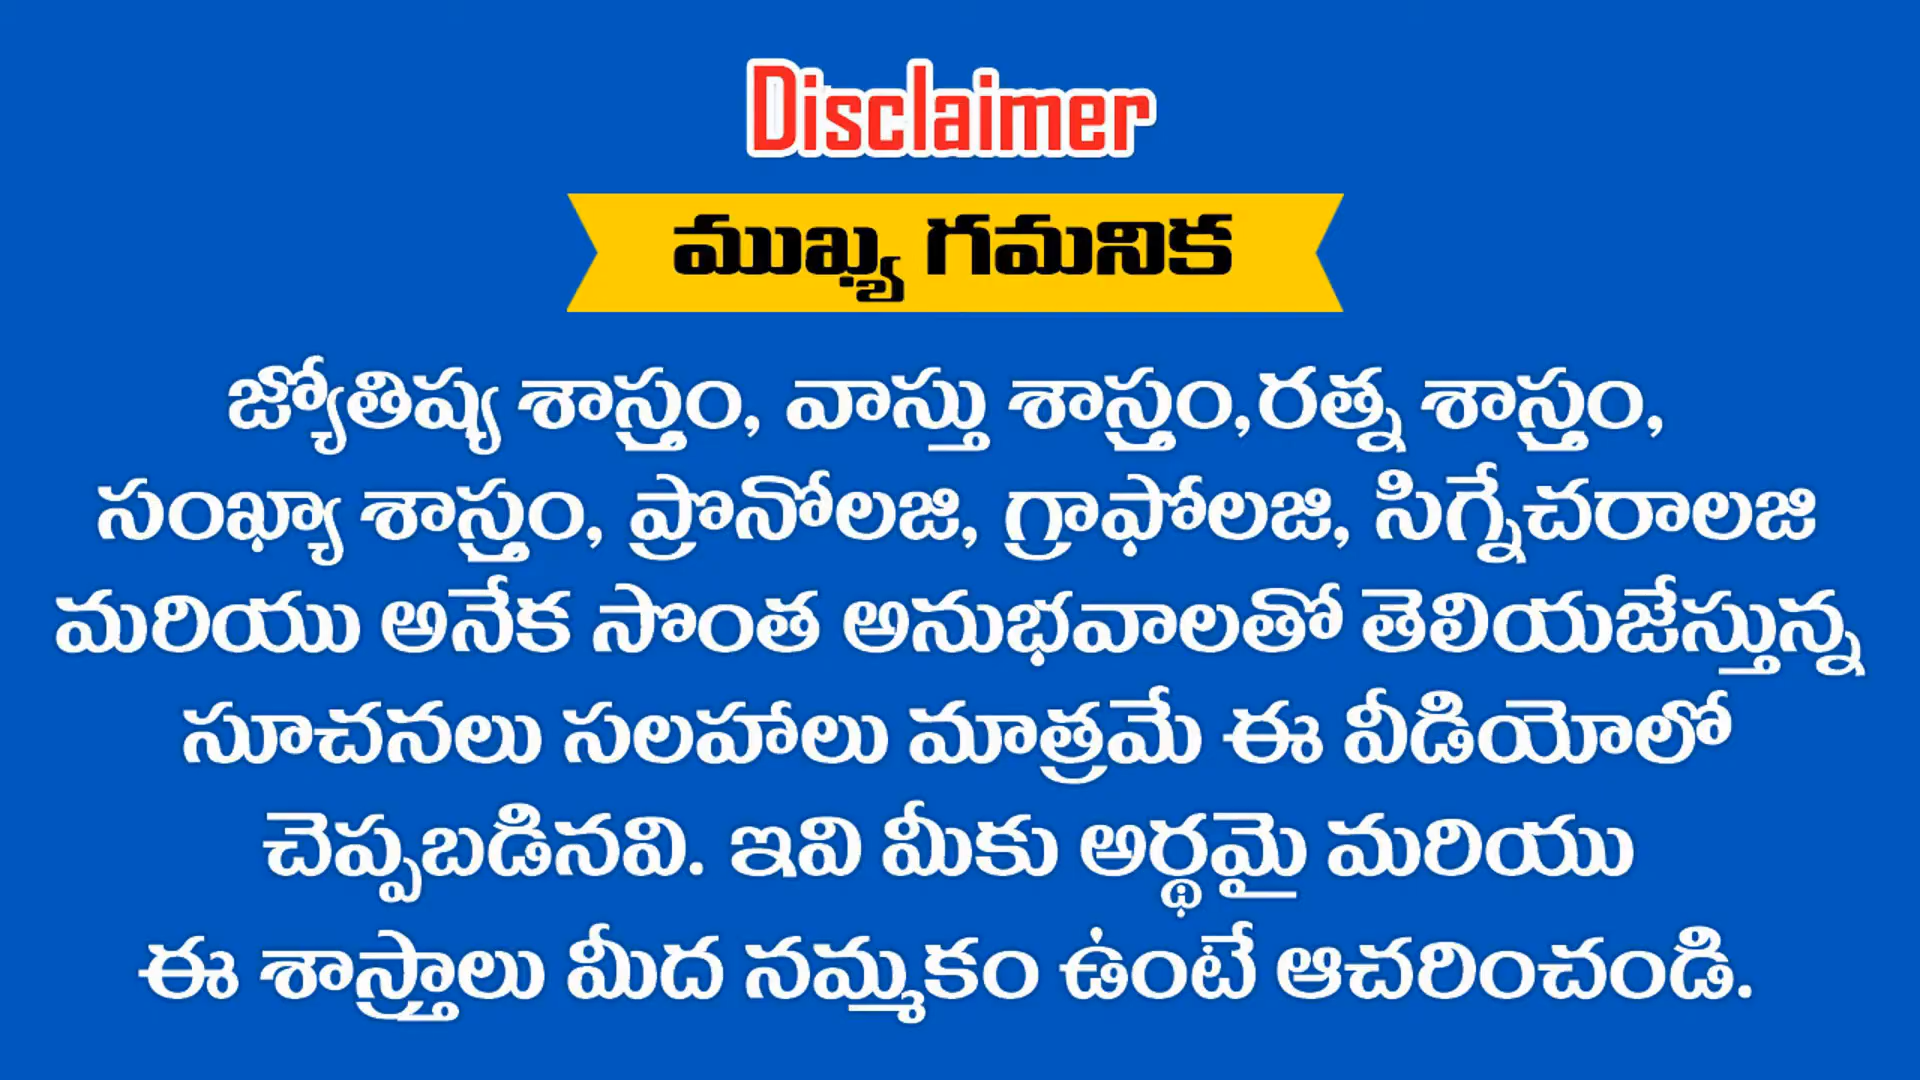 Disclaimer
ముఖ్య గమనిక
జ్యోతిష్య శాస్త్రం, వాస్తు శాస్త్రం,రత్న శాస్త్రం,
సంఖ్యా శాస్త్రం, ప్రొనోలజి, గ్రాఫోలజి, సిగ్నేచరాలజి
మరియు అనేక సొంత అనుభవాలతో తెలియజేస్తున్న
సూచనలు సలహాలు మాత్రమే ఈ వీడియోలో
చెప్పబడినవి. ఇవి మీకు అర్థమై మరియు
ఈ శాస్త్రాలు మీద నమ్మకం ఉంటే ఆచరించండి.